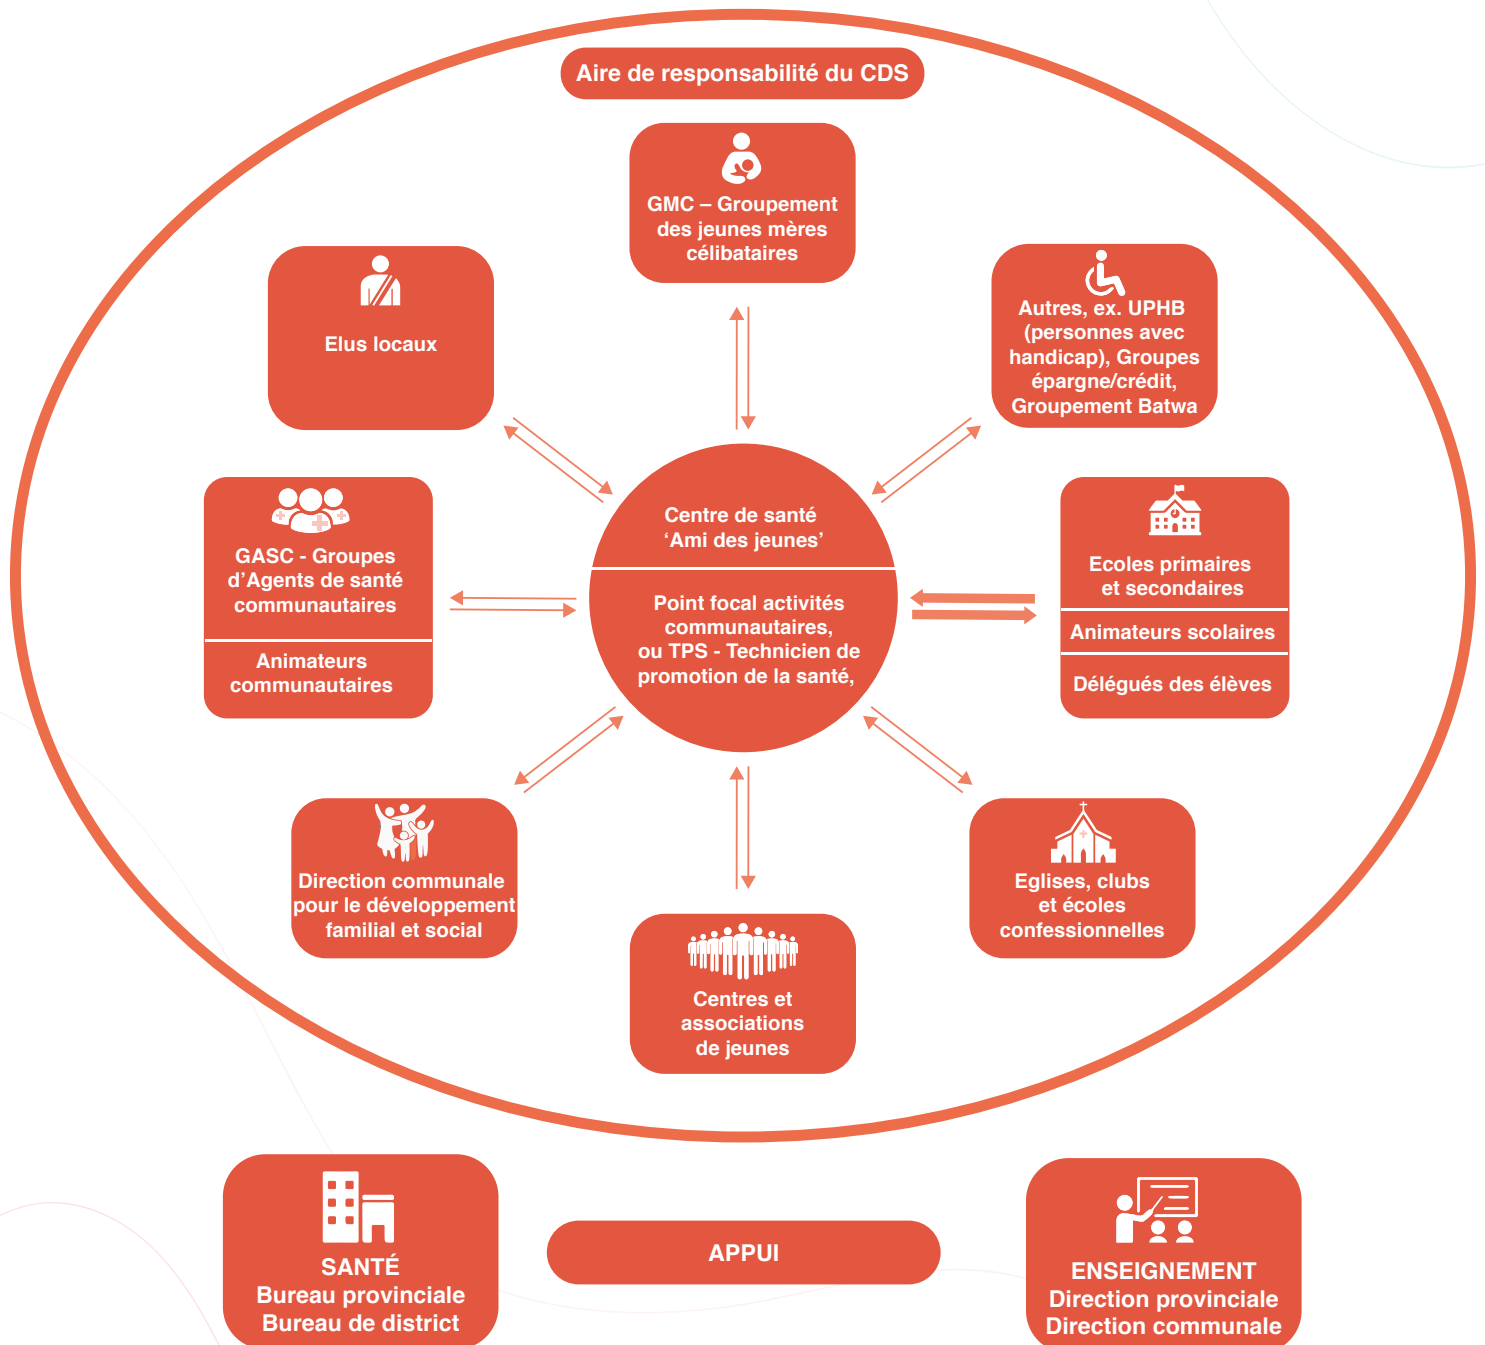 Aire de responsabilité du CDS
GMC – Groupement
des jeunes mères
célibataires
Elus locaux
Autres, ex. UPHB
(personnes avec
handicap), Groupes
épargne/crédit,
Groupement Batwa
GASC - Groupes
d’Agents de santé
communautaires
Animateurs
communautaires
Centre de santé
‘Ami des jeunes’
Point focal activités
communautaires,
ou TPS - Technicien de
promotion de la santé,
Ecoles primaires
et secondaires
Animateurs scolaires
Délégués des élèves
Direction communale
pour le développement
familial et social
Centres et
associations
de jeunes
Eglises, clubs
et écoles
confessionnelles
SANTÉ
Bureau provinciale
Bureau de district
APPUI
ENSEIGNEMENT
Direction provinciale
Direction communale